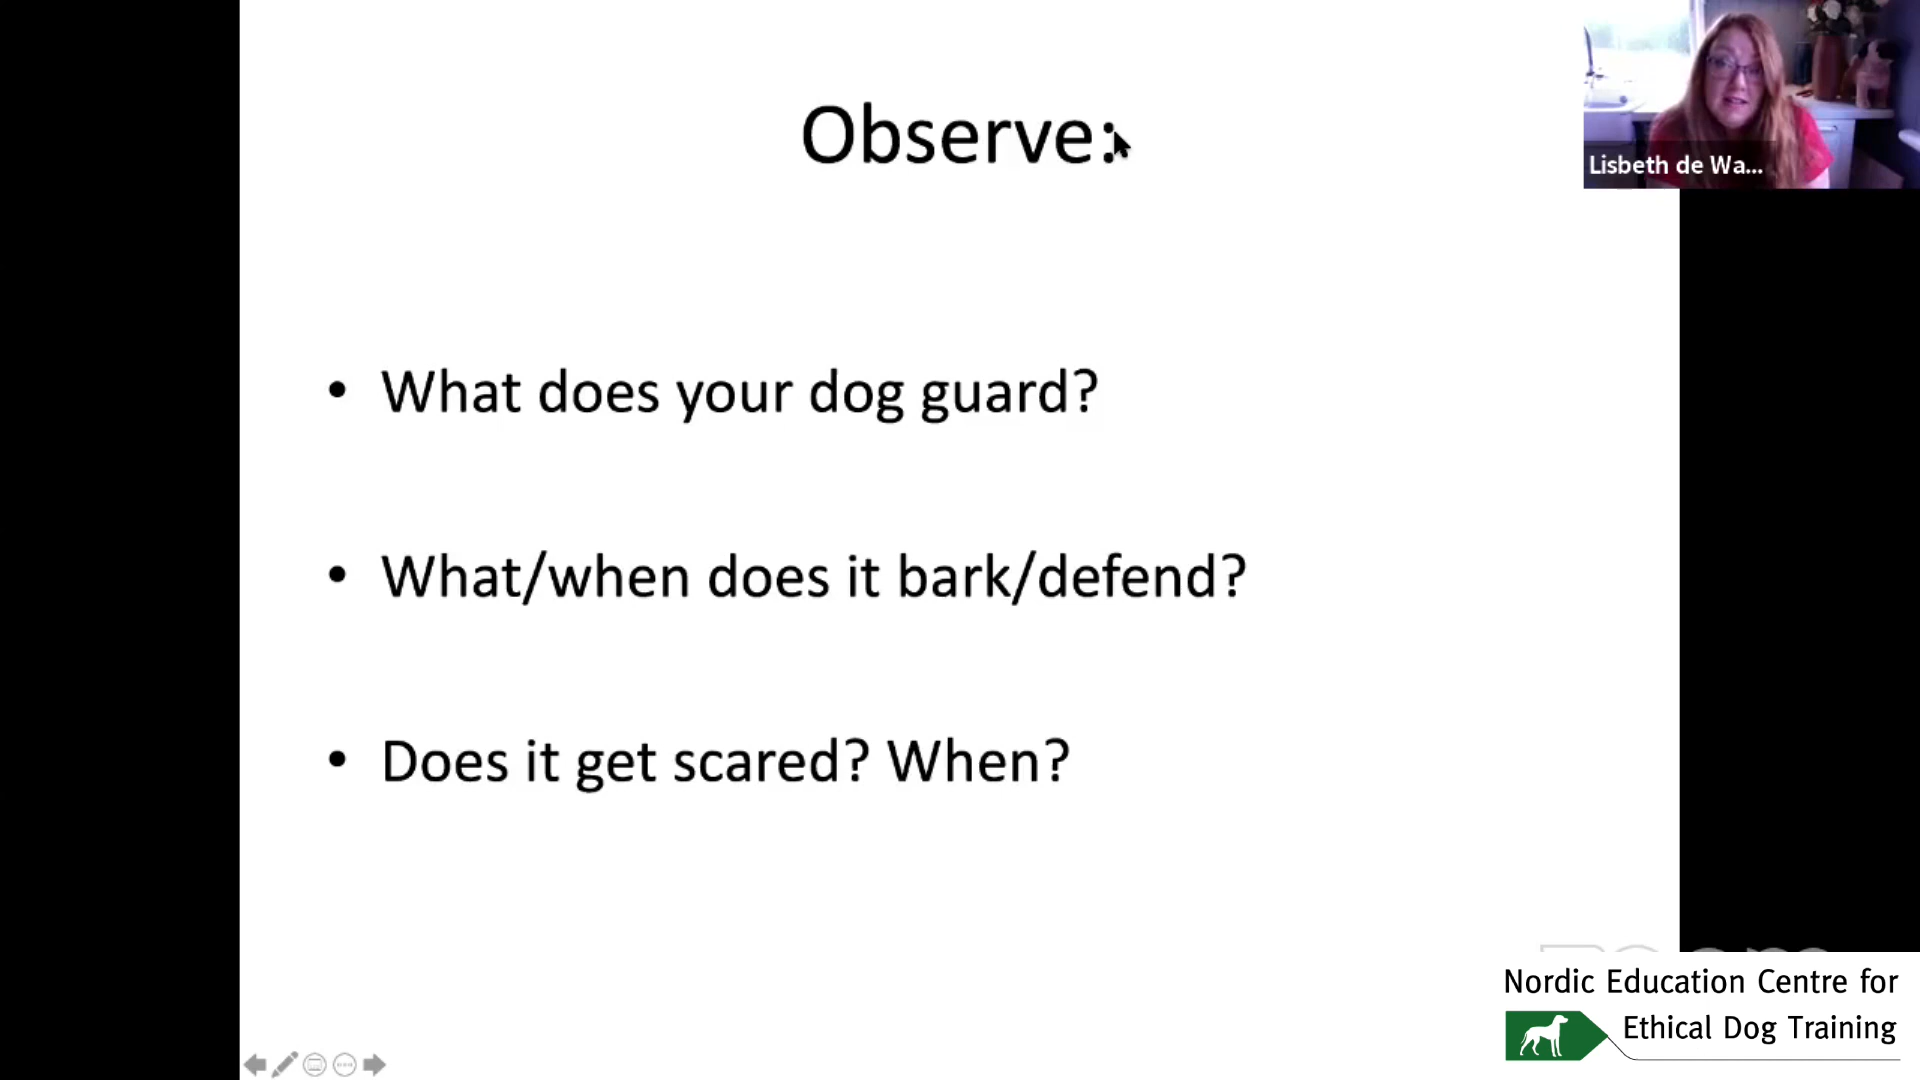 Observe:
Lisbeth de Wa...
• What does your dog guard?
• What/when does it bark/defend?
• Does it get scared? When?
Nordic Education Centre for
Ethical Dog Training